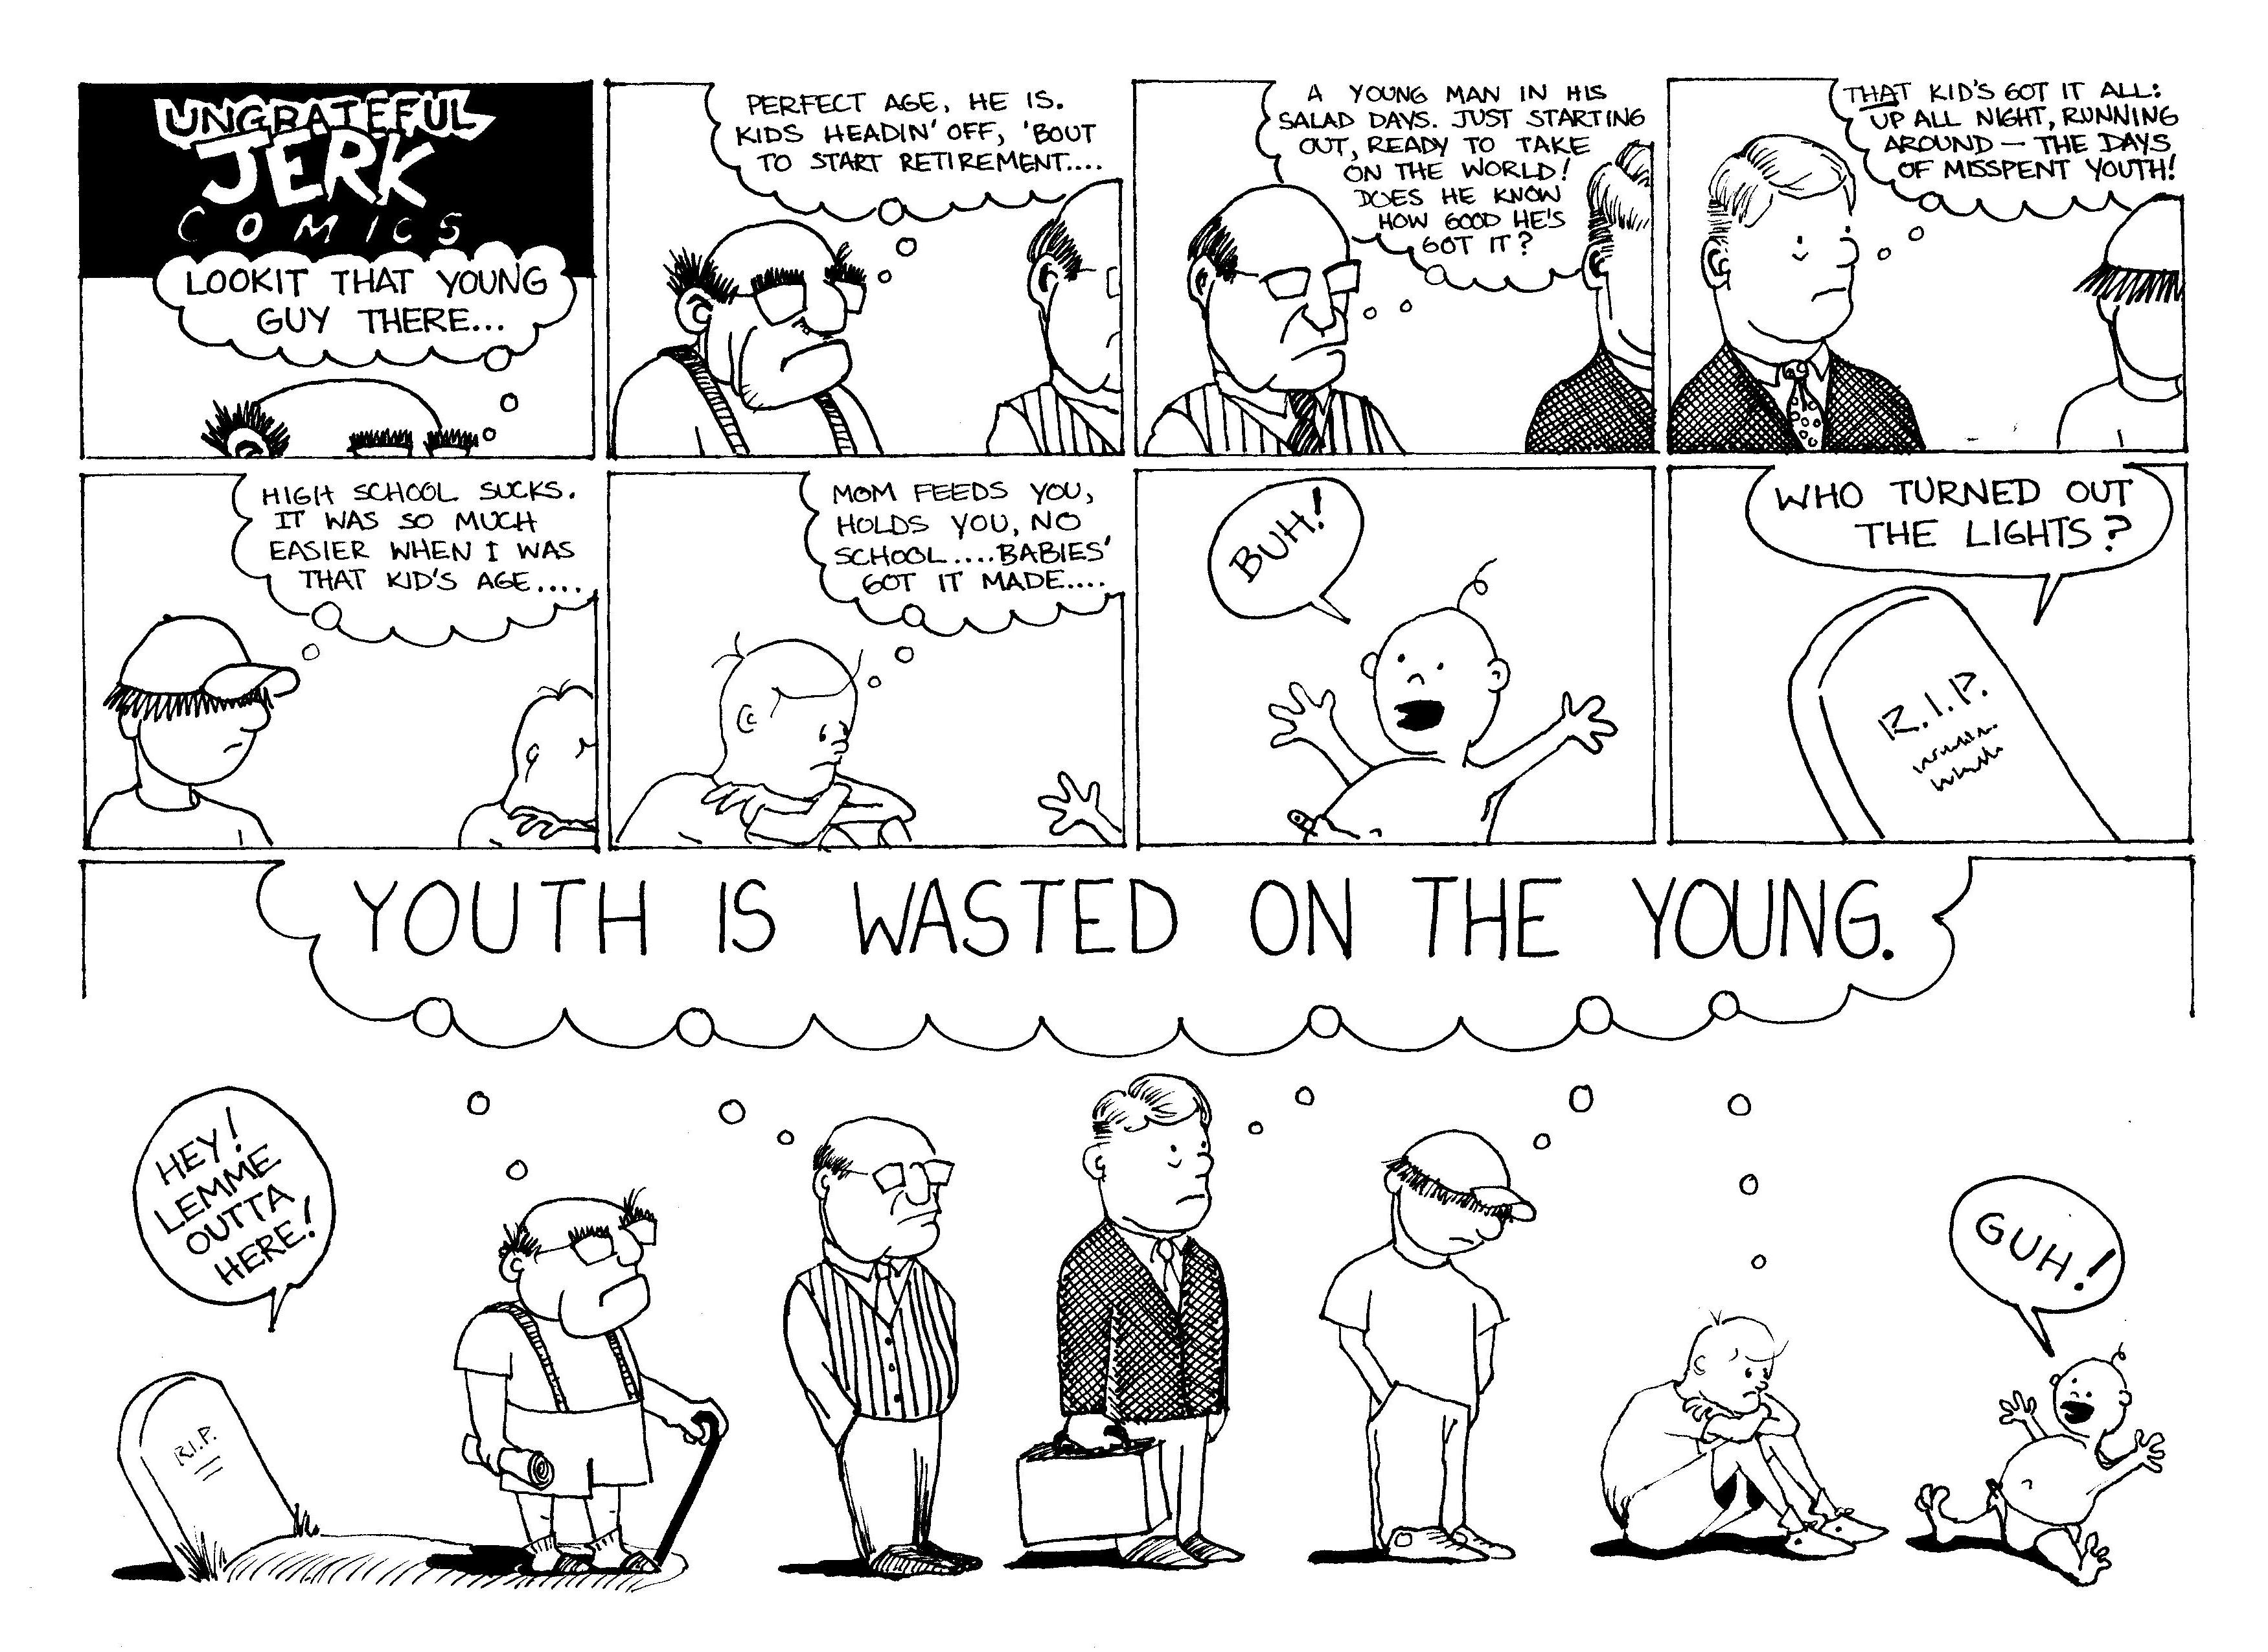 UNGRATEFUL
JERK
COMICS
LOOKIT THAT YOUNG
GUY THERE...
PERFECT AGE, HE IS.
KIDS HEADIN' OFF, 'BOUT
TO START RETIREMENT....
A YOUNG MAN IN HIS
SALAD DAYS. JUST STARTING
OUT, READY TO TAKE
ON THE WORLD!
DOES HE KNOW
HOW GOOD HE'S
GOT IT?
THAT KID'S GOT IT ALL:
UP ALL NIGHT, RUNNING
AROUND — THE DAYS
OF MISSPENT YOUTH!
HIGH SCHOOL SUCKS.
IT WAS SO MUCH
EASIER WHEN I WAS
THAT KID'S AGE....
MOM FEEDS YOU,
HOLDS YOU, NO
SCHOOL....BABIES'
GOT IT MADE....
BUH!
WHO TURNED OUT
THE LIGHTS?
R.I.P.
YOUTH IS WASTED ON THE YOUNG.
HEY!
LEMME
OUTTA
HERE!
R.I.P.
GUH!